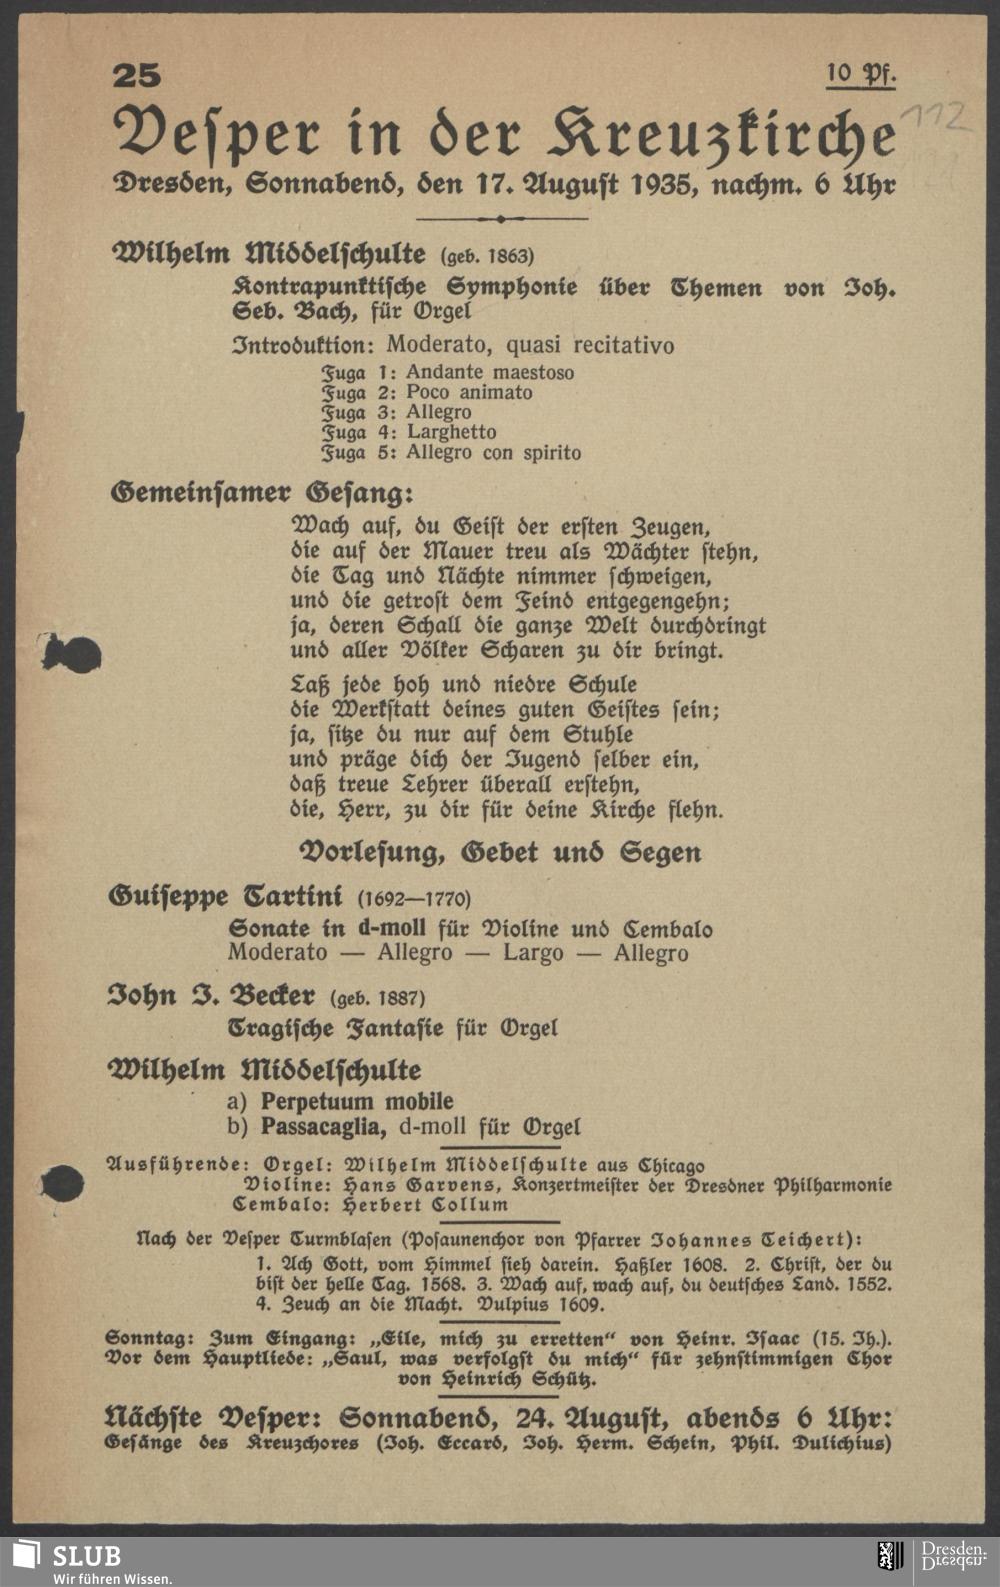 25
10 Pf.
112
Vesper in der Kreuzkirche
Dresden, Sonnabend, den 17. August 1935, nachm. 6 Uhr
Wilhelm Middelschulte (geb. 1863)
Kontrapunktische Symphonie über Themen von Joh.
Seb. Bach, für Orgel
Introduktion: Moderato, quasi recitativo
Fuga 1: Andante maestoso
Fuga 2: Poco animato
Fuga 3: Allegro
Fuga 4: Larghetto
Fuga 5: Allegro con spirito
Gemeinsamer Gesang:
Wach auf, du Geist der ersten Zeugen,
die auf der Mauer treu als Wächter stehn,
die Tag und Nächte nimmer schweigen,
und die getrost dem Feind entgegengehn;
ja, deren Schall die ganze Welt durchdringt
und aller Völker Scharen zu dir bringt.
Laß jede hoh und niedre Schule
die Werkstatt deines guten Geistes sein;
ja, sitze du nur auf dem Stuhle
und präge dich der Jugend selber ein,
daß treue Lehrer überall erstehn,
die, Herr, zu dir für deine Kirche flehn.
Vorlesung, Gebet und Segen
Guiseppe Tartini (1692—1770)
Sonate in d-moll für Violine und Cembalo
Moderato — Allegro — Largo — Allegro
John J. Becker (geb. 1887)
Tragische Fantasie für Orgel
Wilhelm Middelschulte
a) Perpetuum mobile
b) Passacaglia, d-moll für Orgel
Ausführende: Orgel: Wilhelm Middelschulte aus Chicago
Violine: Hans Garvens, Konzertmeister der Dresdner Philharmonie
Cembalo: Herbert Collum
Nach der Vesper Turmblasen (Posaunenchor von Pfarrer Johannes Teichert):
1. Ach Gott, vom Himmel sieh darein. Haßler 1608. 2. Christ, der du
bist der helle Tag. 1568. 3. Wach auf, wach auf, du deutsches Land. 1552.
4. Zeuch an die Macht. Vulpius 1609.
Sonntag: Zum Eingang: „Eile, mich zu erretten“ von Heinr. Isaac (15. Jh.).
Vor dem Hauptliede: „Saul, was verfolgst du mich“ für zehnstimmigen Chor
von Heinrich Schütz.
Nächste Vesper: Sonnabend, 24. August, abends 6 Uhr:
Gesänge des Kreuzchores (Joh. Eccard, Joh. Herm. Schein, Phil. Dulichius)
SLUB
Wir führen Wissen.
Dresden.
Dresden.